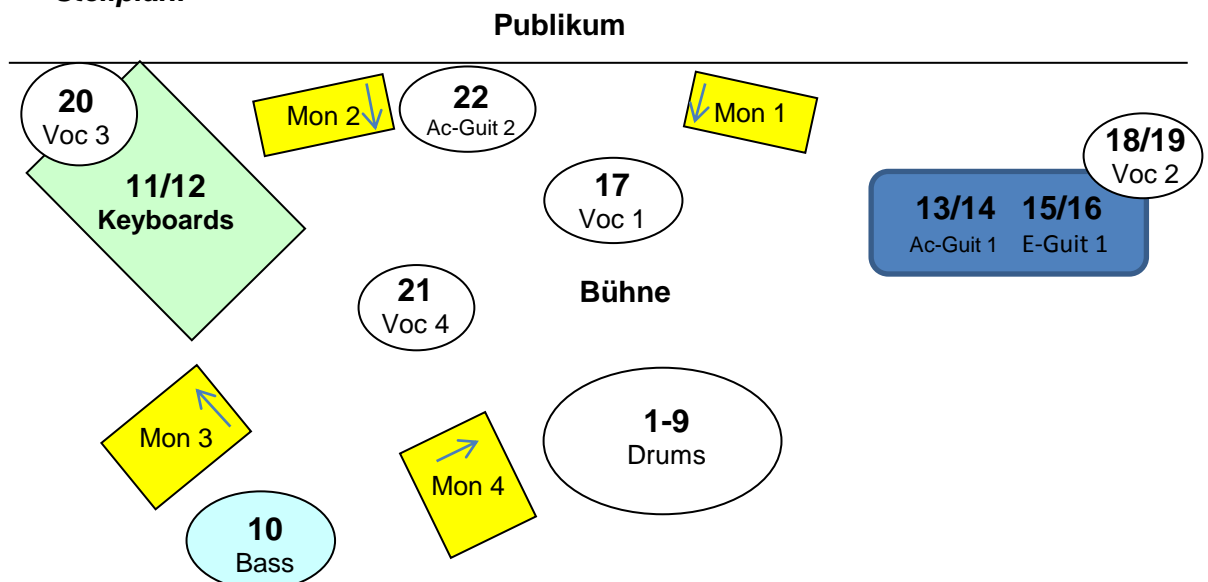 Stellplan:
Publikum
20
Voc 3
Mon 2
22
Ac-Guit 2
Mon 1
18/19
Voc 2
11/12
Keyboards
17
Voc 1
13/14 15/16
Ac-Guit 1 E-Guit 1
21
Voc 4
Bühne
Mon 3
Mon 4
1-9
Drums
10
Bass